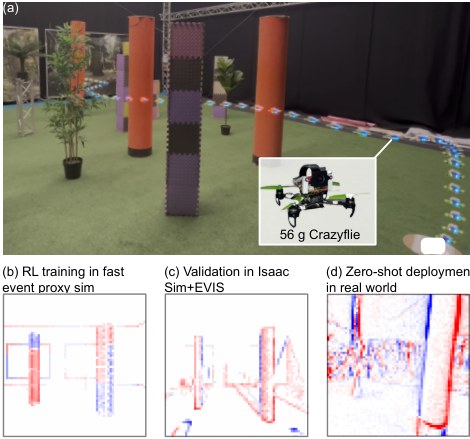 (a)
56 g Crazyflie
(b) RL training in fast
event proxy sim
(c) Validation in Isaac
Sim+EVIS
(d) Zero-shot deploymen
in real world